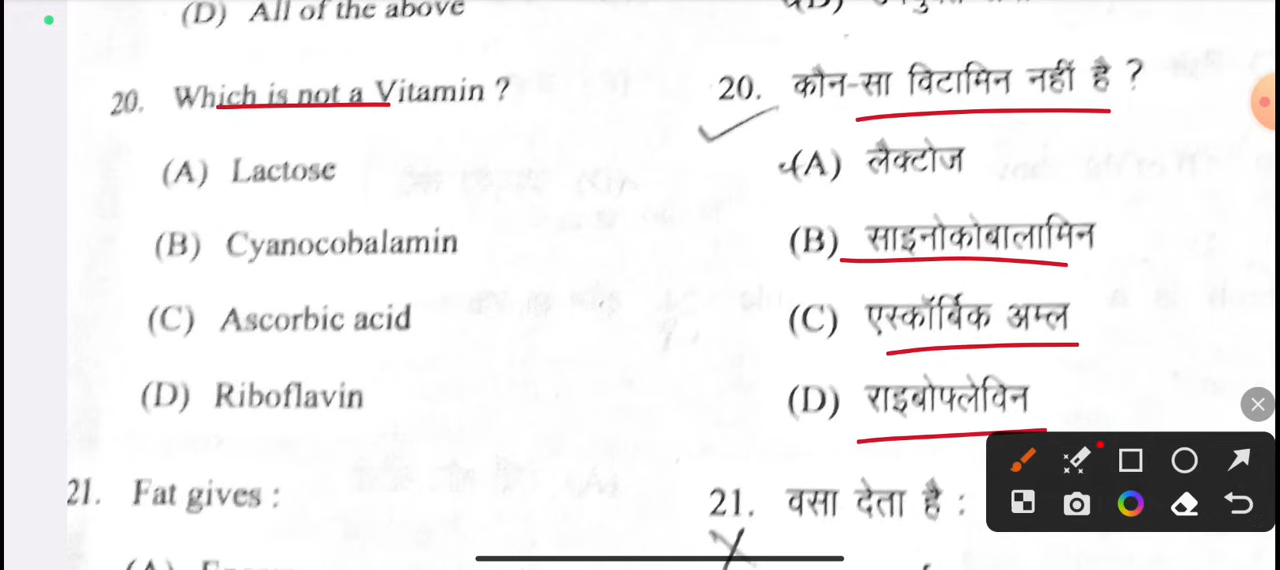 (D) All of the above
20. Which is not a Vitamin ?
(A) Lactose
(B) Cyanocobalamin
(C) Ascorbic acid
(D) Riboflavin
21. Fat gives :
20. कौन-सा विटामिन नहीं है ?
(A) लैक्टोज
(B) साइनोकोबालामिन
(C) एस्कॉर्बिक अम्ल
(D) राइबोफ्लेविन
21. वसा देता है :